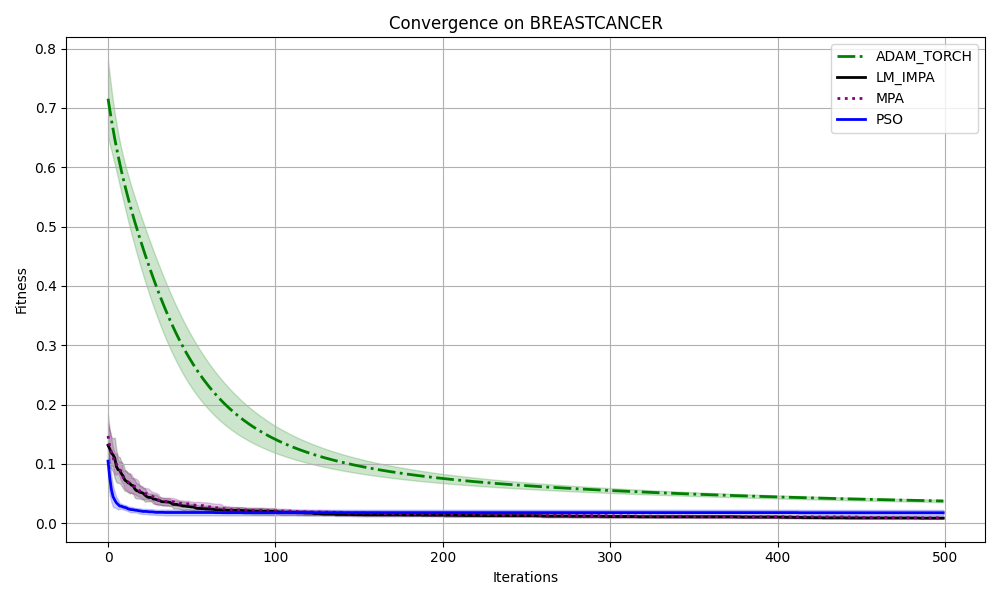 Convergence on BREASTCANCER
0.8
0.7
0.6
0.5
0.4
0.3
0.2
0.1
0.0
Fitness
ADAM_TORCH
LM_IMPA
MPA
PSO
0 100 200 300 400 500
Iterations